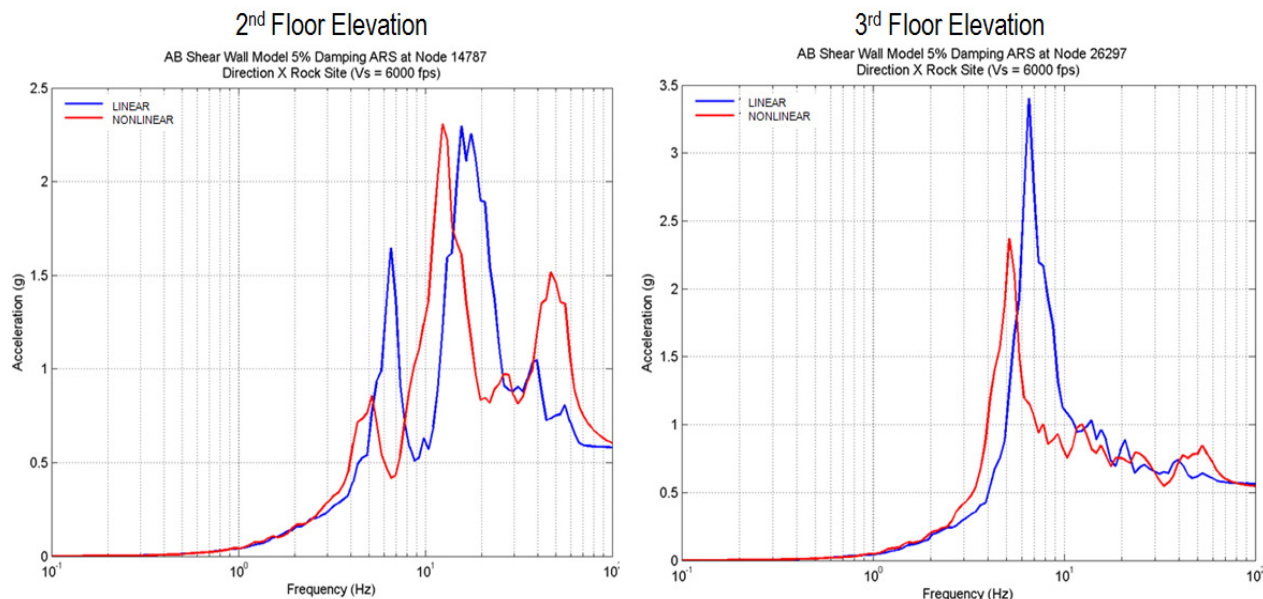 2nd Floor Elevation
AB Shear Wall Model 5% Damping ARS at Node 14787
Direction X Rock Site (Vs = 6000 fps)
2.5
2
1.5
1
0.5
0
Acceleration (g)
LINEAR
NONLINEAR
10-1
100
101
102
Frequency (Hz)
3rd Floor Elevation
AB Shear Wall Model 5% Damping ARS at Node 26297
Direction X Rock Site (Vs = 6000 fps)
3.5
3
2.5
2
1.5
1
0.5
0
Acceleration (g)
LINEAR
NONLINEAR
10-1
100
101
102
Frequency (Hz)